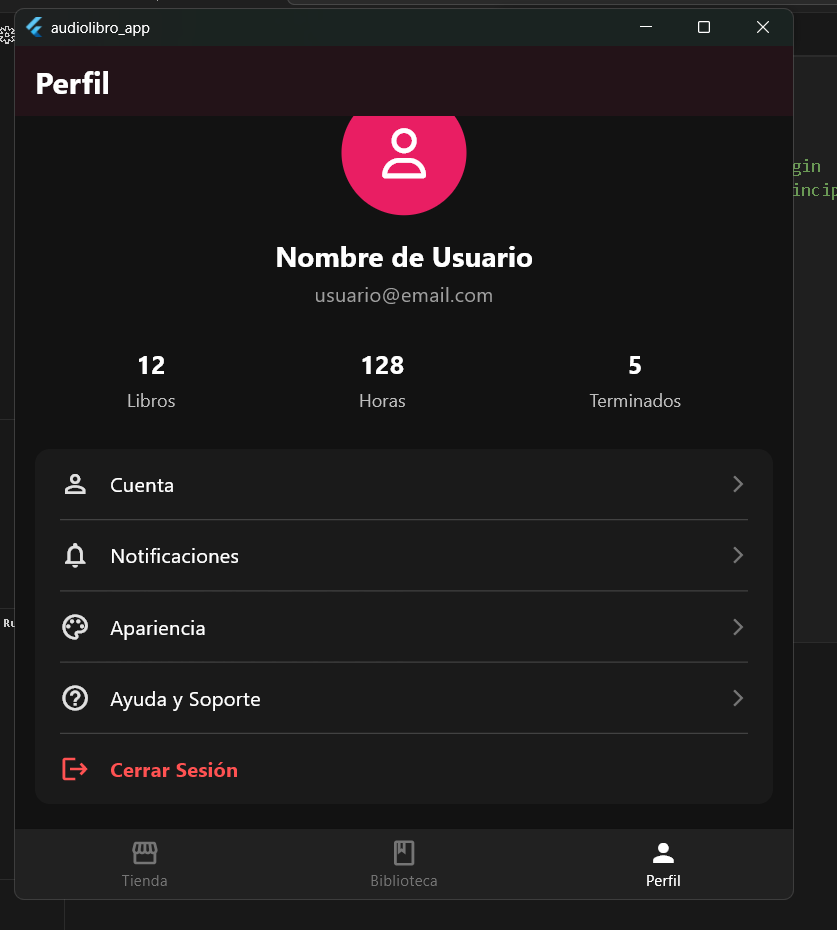 audiolibro_app
Perfil
gin
incip
Nombre de Usuario
usuario@email.com
12 128 5
Libros Horas Terminados
Cuenta
Notificaciones
Apariencia
Ru
Ayuda y Soporte
Cerrar Sesión
Tienda Biblioteca Perfil